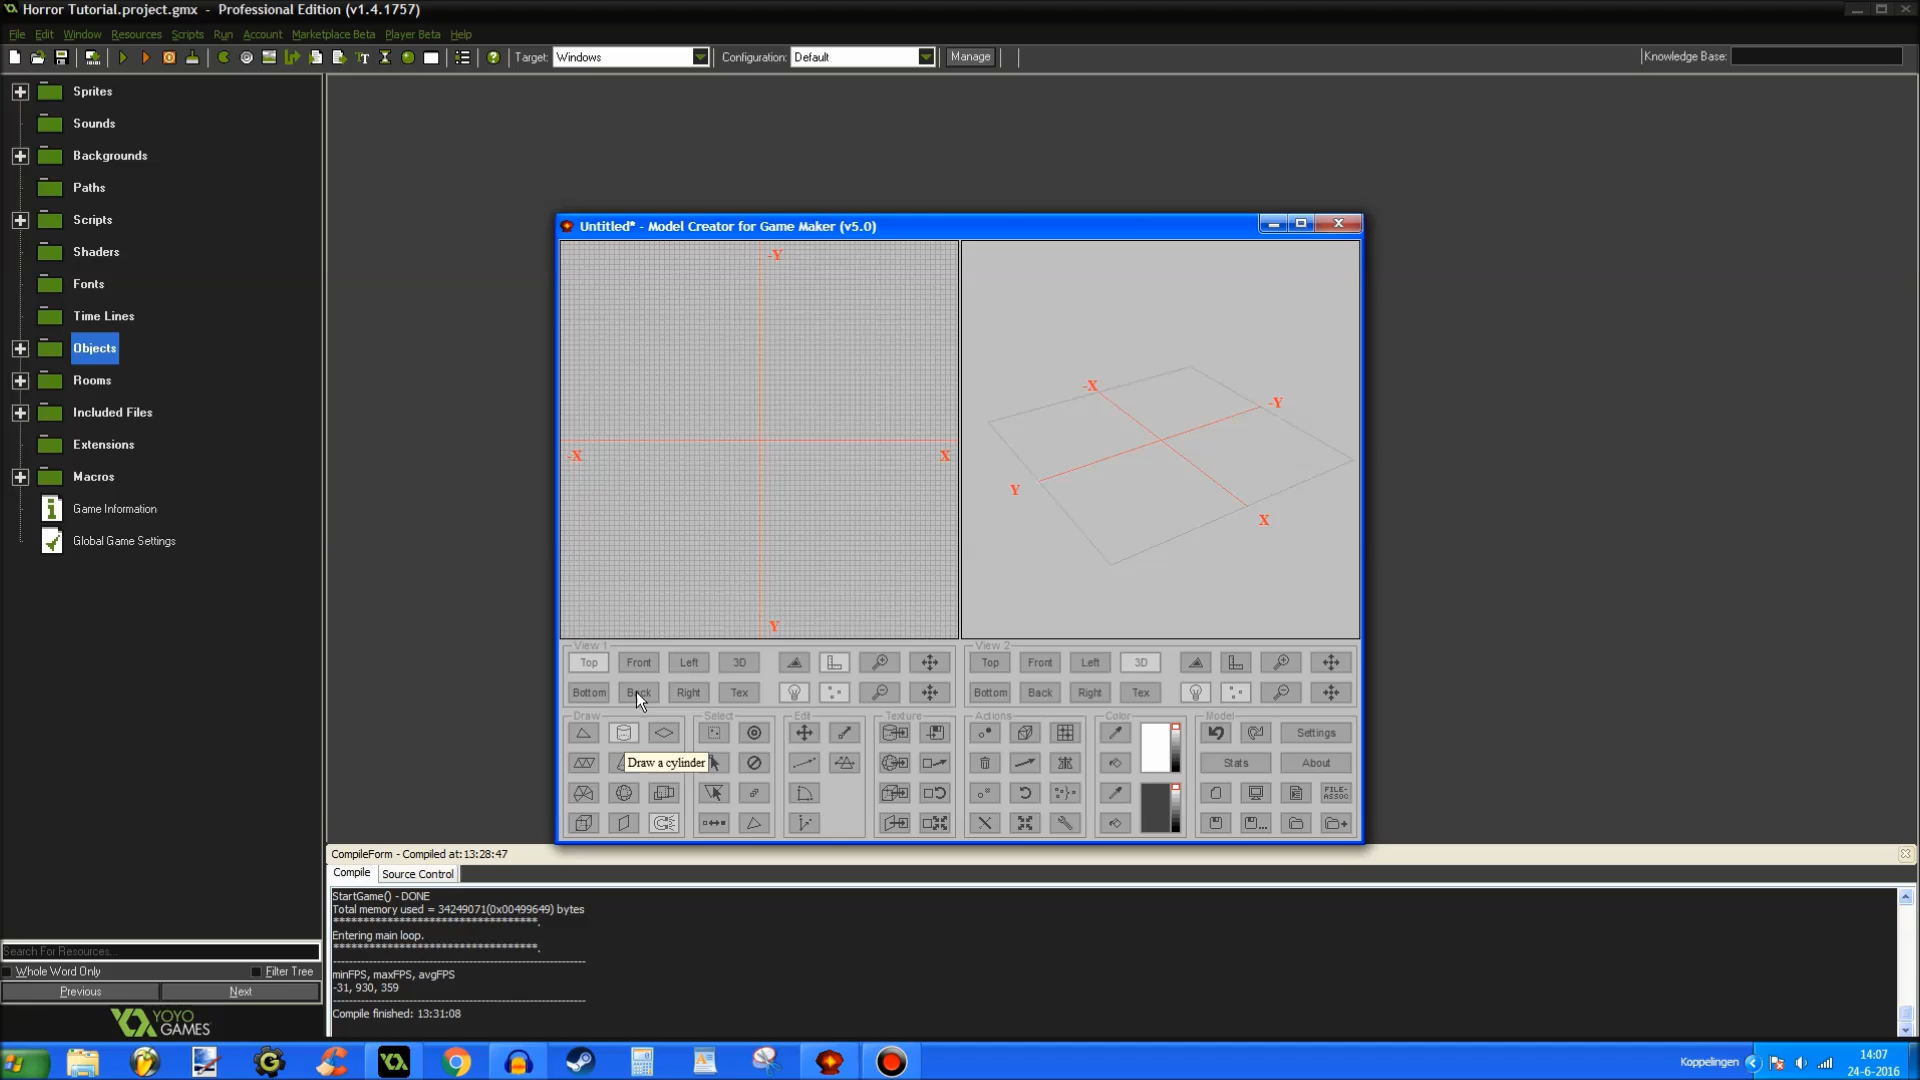 Horror Tutorial.project.gmx - Professional Edition (v1.4.1757)
File Edit Window Resources Scripts Run Account Marketplace Beta Player Beta Help
Target: Windows Configuration: Default Manage Knowledge Base:
Sprites
Sounds
Backgrounds
Paths
Scripts
Shaders
Fonts
Time Lines
Objects
Rooms
Included Files
Extensions
Macros
Game Information
Global Game Settings
Search For Resources...
Whole Word Only Filter Tree
Previous Next
YOYO
GAMES
Untitled* - Model Creator for Game Maker (v5.0)
-Y
-X X
Y
-X
-Y
Y
X
View 1 View 2
Top Front Left 3D Top Front Left 3D
Bottom Back Right Tex Bottom Back Right Tex
Draw Select Edit Texture Actions Color Model
Settings
Draw a cylinder
Stats About
FILE-
ASSOC
CompileForm - Compiled at:13:28:47
Compile Source Control
StartGame() - DONE
Total memory used = 34249071(0x00499649) bytes
***********************************.
Entering main loop.
***********************************.
minFPS, maxFPS, avgFPS
-31, 930, 359
Compile finished: 13:31:08
Koppelingen
14:07
24-6-2016